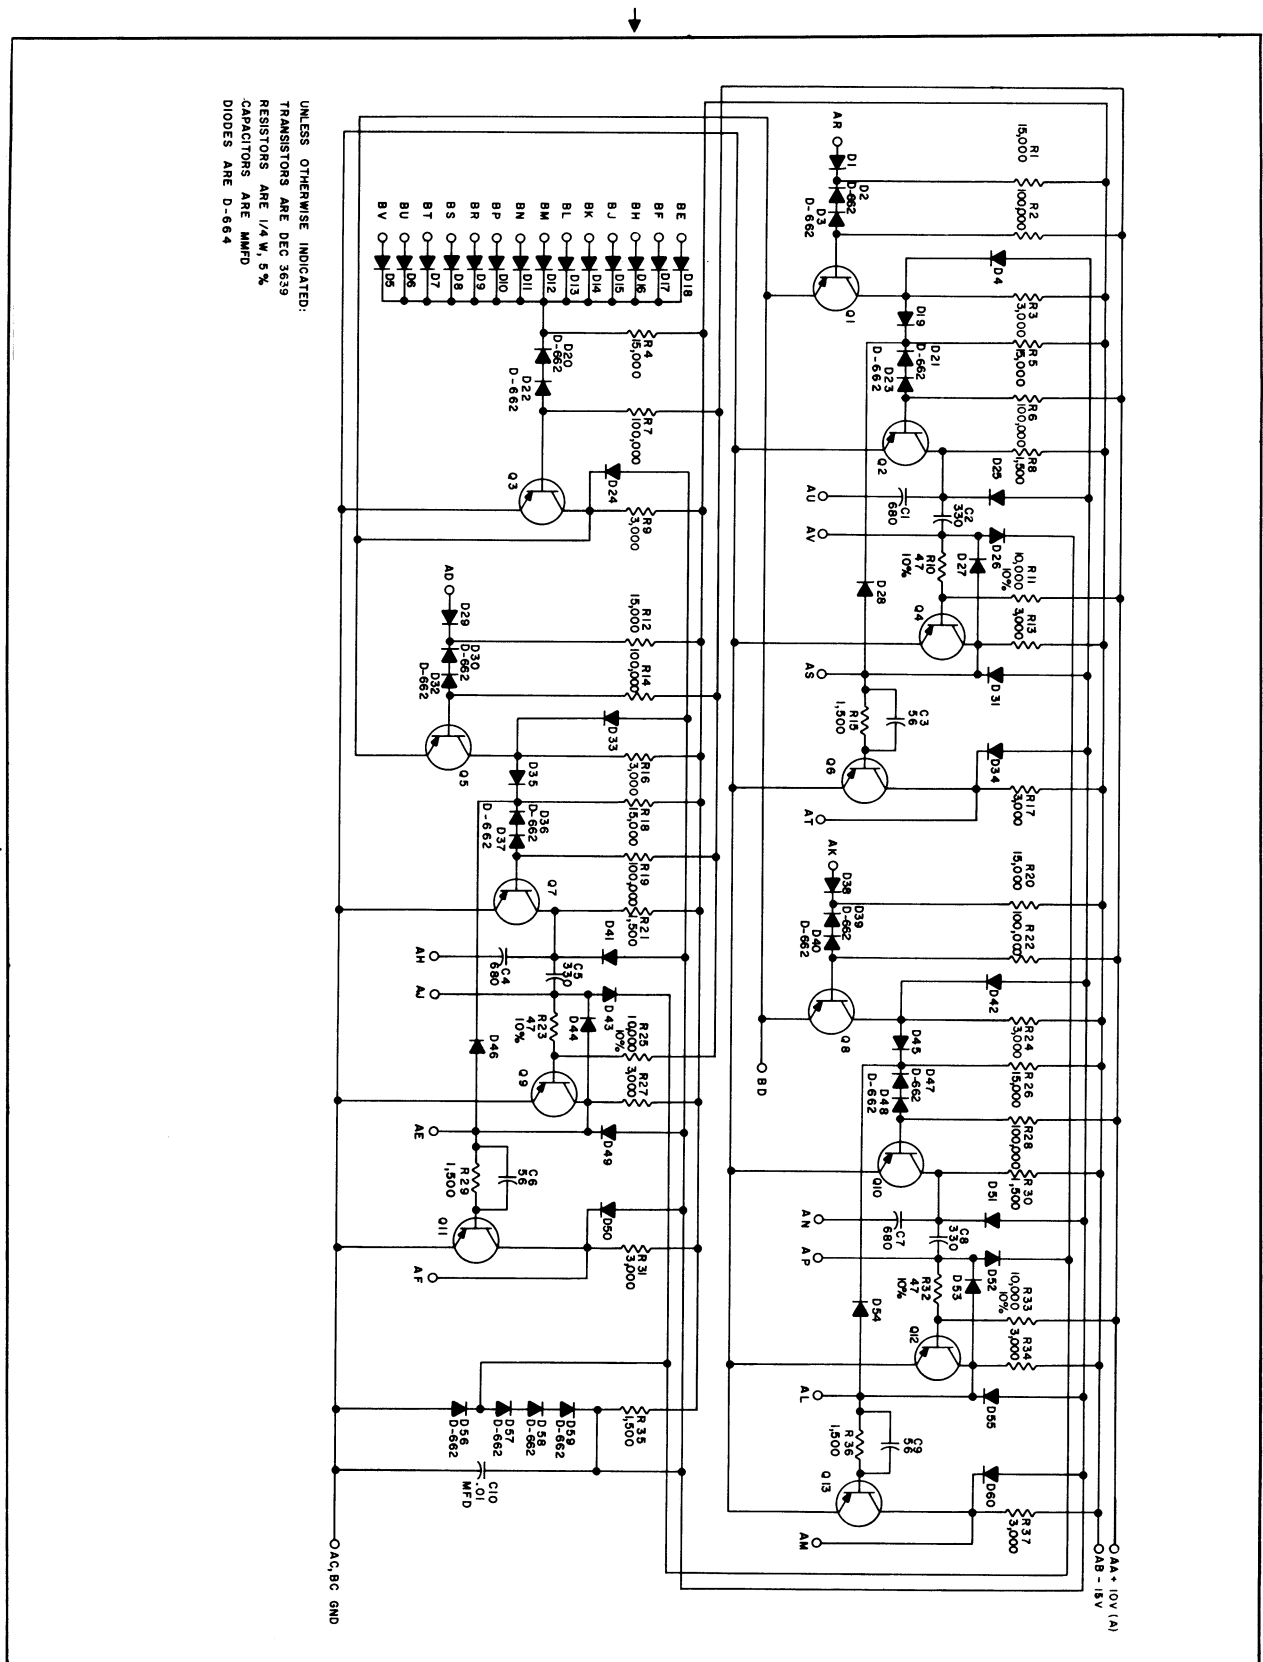 UNLESS OTHERWISE INDICATED:
TRANSISTORS ARE DEC 3639
RESISTORS ARE 1/4 W, 5 %
CAPACITORS ARE MMFD
DIODES ARE D-664
AR
D1
D2
D-662
D3
D-662
R1
15,000
R2
100,000
Q1
D4
R3
3,000
D19
R5
15,000
D21
D-662
D23
D-662
R6
100,000
Q2
R8
1,500
D25
AU
C1
680
C2
330
AV
D26
D27
R10
47
10%
R11
10,000
10%
D28
Q4
R13
3,000
AS
D31
C3
56
R15
1,500
Q6
D34
R17
3,000
AT
AK
D38
D39
D-662
D40
D-662
R20
15,000
R22
100,000
Q8
D42
R24
3,000
BD
D45
R26
15,000
D47
D-662
D48
D-662
R28
100,000
Q10
R30
1,500
D51
AN
C7
680
C8
330
AP
D52
D53
R32
47
10%
R33
10,000
10%
D54
Q12
R34
3,000
AL
D55
C9
56
R36
1,500
Q13
D60
R37
3,000
AM
AA + 10V (A)
AB - 15V
BE
BF
BH
BJ
BK
BL
BM
BN
BP
BR
BS
BT
BU
BV
D18
D17
D16
D15
D14
D13
D12
D11
D10
D9
D8
D7
D6
D5
R4
15,000
D20
D-662
D22
D-662
R7
100,000
Q3
D24
R9
3,000
AD
D29
D30
D-662
D32
D-662
R12
15,000
R14
100,000
Q5
D33
R16
3,000
D35
R18
15,000
D36
D-662
D37
D-662
R19
100,000
Q7
R21
1,500
D41
AH
C4
680
C5
330
AJ
D43
D44
R23
47
10%
R25
10,000
10%
D46
Q9
R27
3,000
AE
D49
C6
56
R29
1,500
Q11
D50
R31
3,000
AF
D56
D-662
D57
D-662
D58
D-662
D59
D-662
R35
1,500
C10
.01
MFD
AC, BC GND